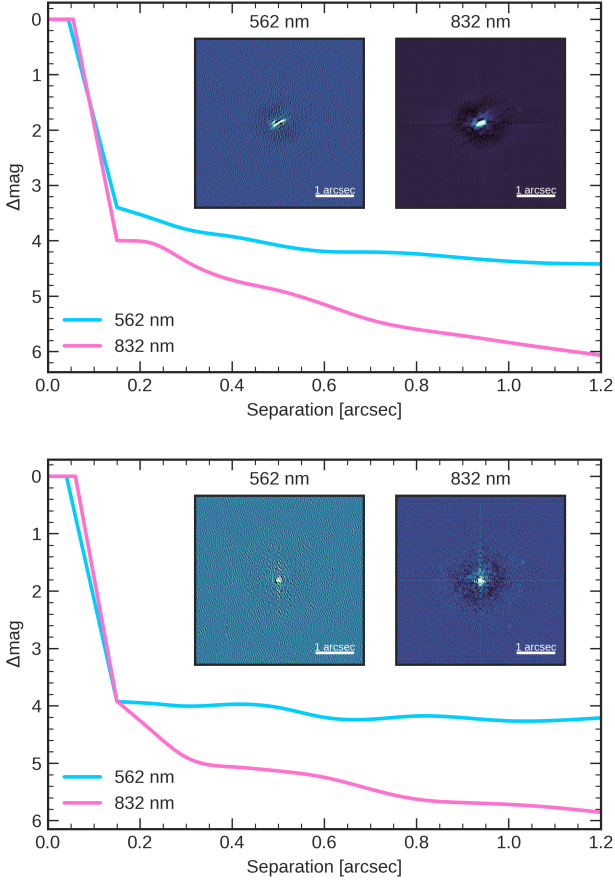 562 nm 832 nm
0
1
2
3
4
5
6
Δmag
1 arcsec 1 arcsec
562 nm
832 nm
0.0 0.2 0.4 0.6 0.8 1.0 1.2
Separation [arcsec]
562 nm 832 nm
0
1
2
3
4
5
6
Δmag
1 arcsec 1 arcsec
562 nm
832 nm
0.0 0.2 0.4 0.6 0.8 1.0 1.2
Separation [arcsec]